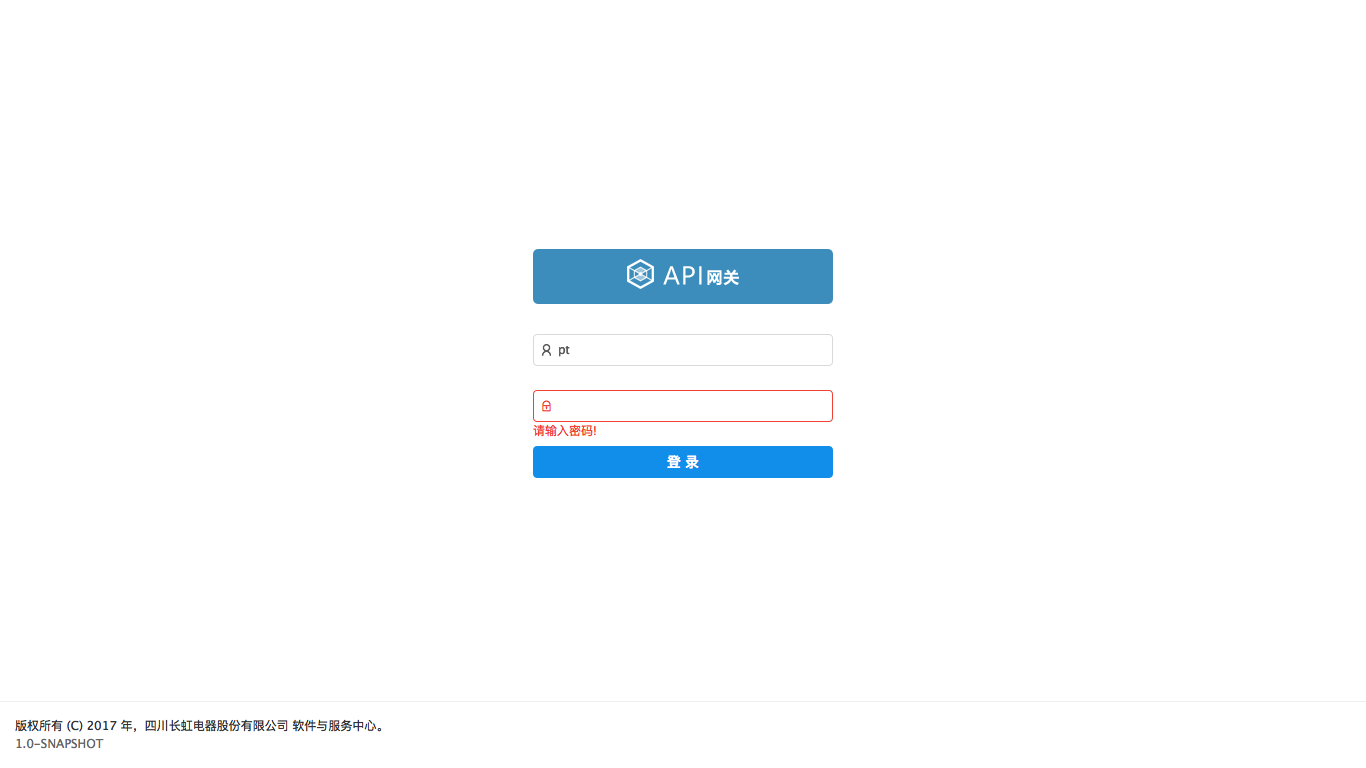 API网关
pt
请输入密码!
登 录
版权所有 (C) 2017 年，四川长虹电器股份有限公司 软件与服务中心。
1.0-SNAPSHOT